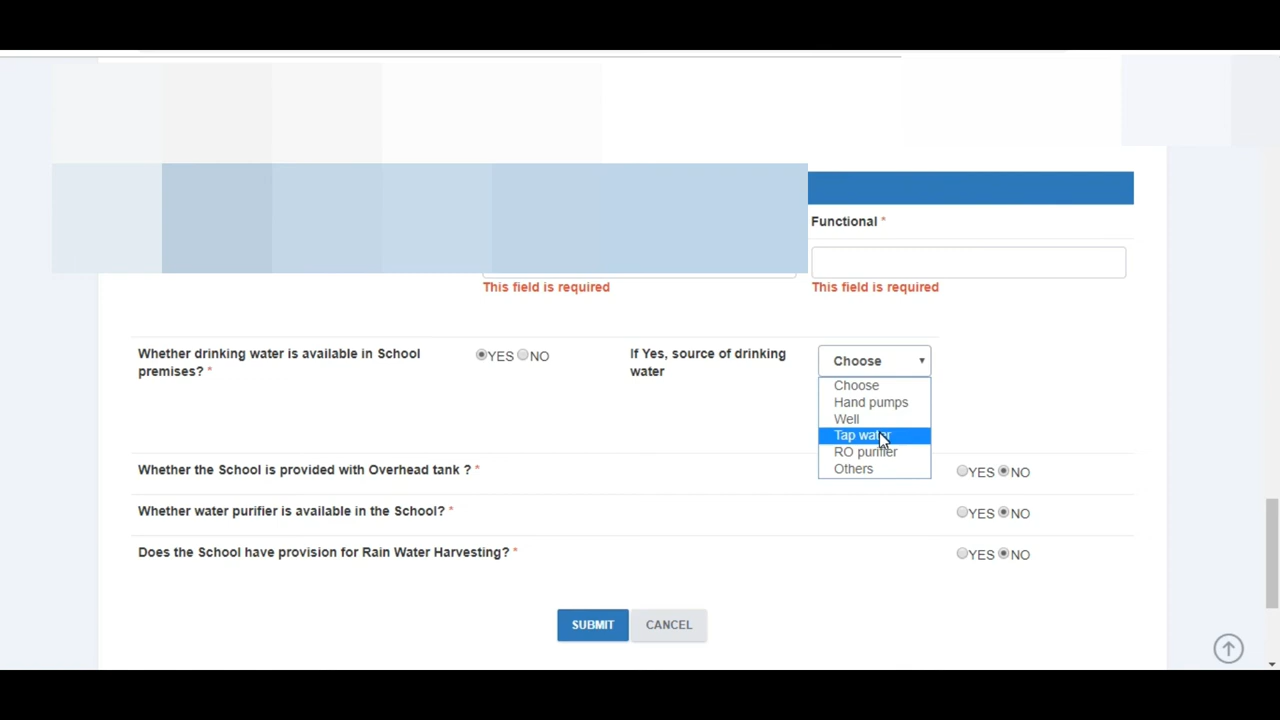 Functional *
This field is required
This field is required
Whether drinking water is available in School
premises? *
YES NO
If Yes, source of drinking
water
Choose
Choose
Hand pumps
Well
Tap water
RO purifier
Others
Whether the School is provided with Overhead tank ? *
YES NO
Whether water purifier is available in the School? *
YES NO
Does the School have provision for Rain Water Harvesting? *
YES NO
SUBMIT
CANCEL